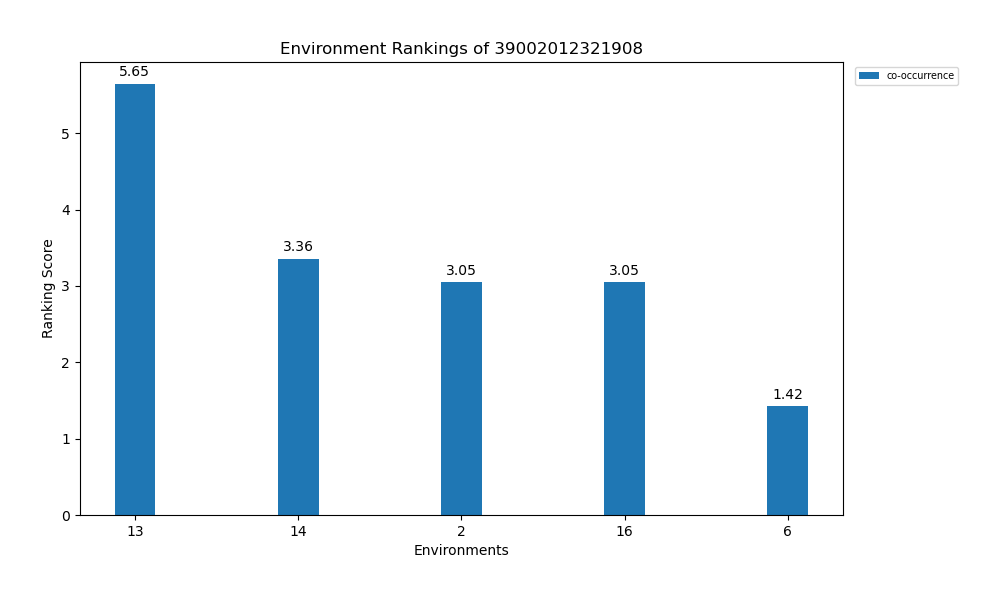 Environment Rankings of 39002012321908
co-occurrence
5.65
3.36
3.05
3.05
1.42
Ranking Score
5
4
3
2
1
0
13 14 2 16 6
Environments